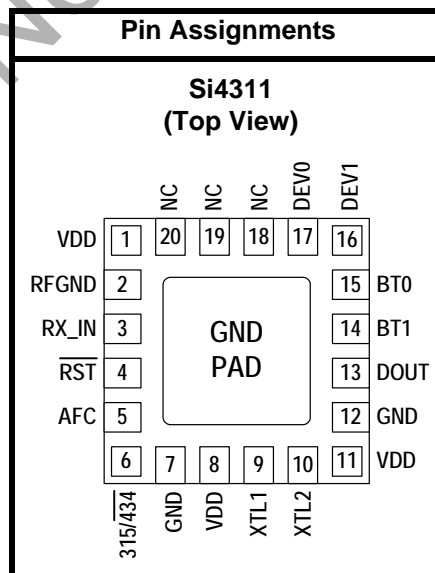 Pin Assignments
Si4311
(Top View)
NC
NC
NC
DEV0
DEV1
VDD 1 20 19 18 17 16
RFGND 2 15 BT0
RX_IN 3 GND 14 BT1
RST 4 PAD 13 DOUT
AFC 5 12 GND
6 7 8 9 10 11 VDD
315/434
GND
VDD
XTL1
XTL2